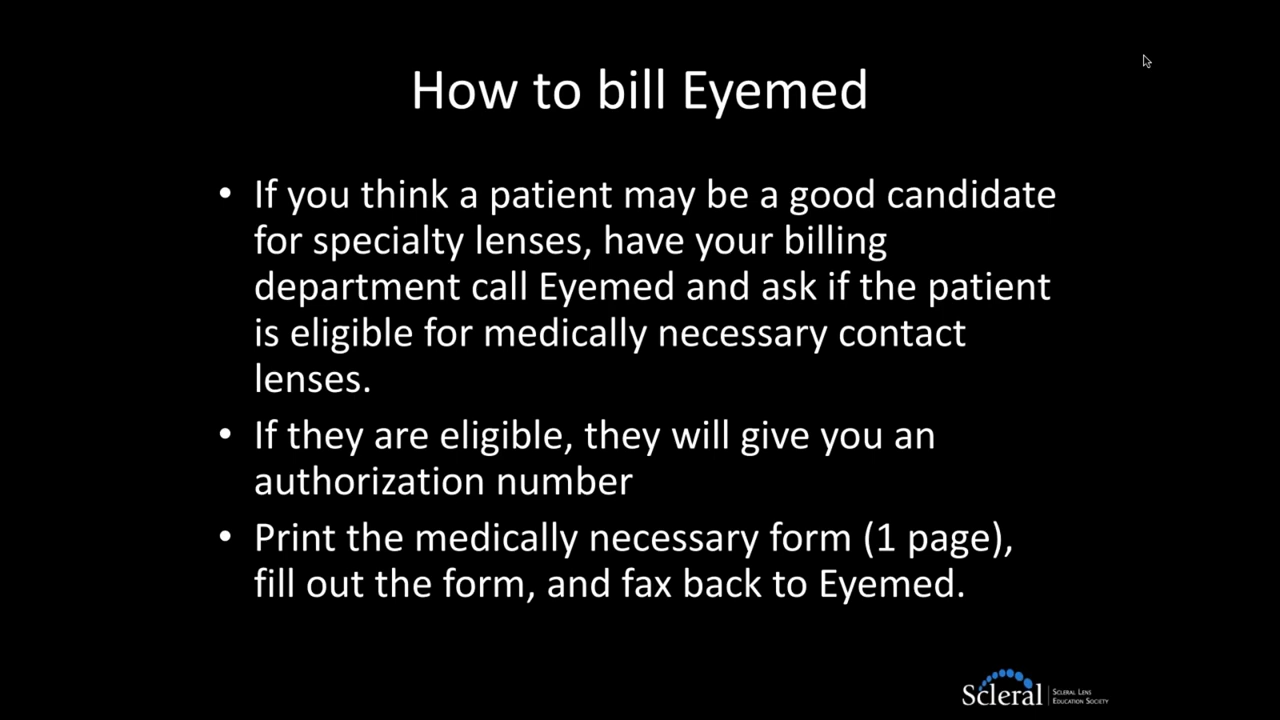 How to bill Eyemed
• If you think a patient may be a good candidate
for specialty lenses, have your billing
department call Eyemed and ask if the patient
is eligible for medically necessary contact
lenses.
• If they are eligible, they will give you an
authorization number
• Print the medically necessary form (1 page),
fill out the form, and fax back to Eyemed.
Scleral
Scleral Lens
Education Society